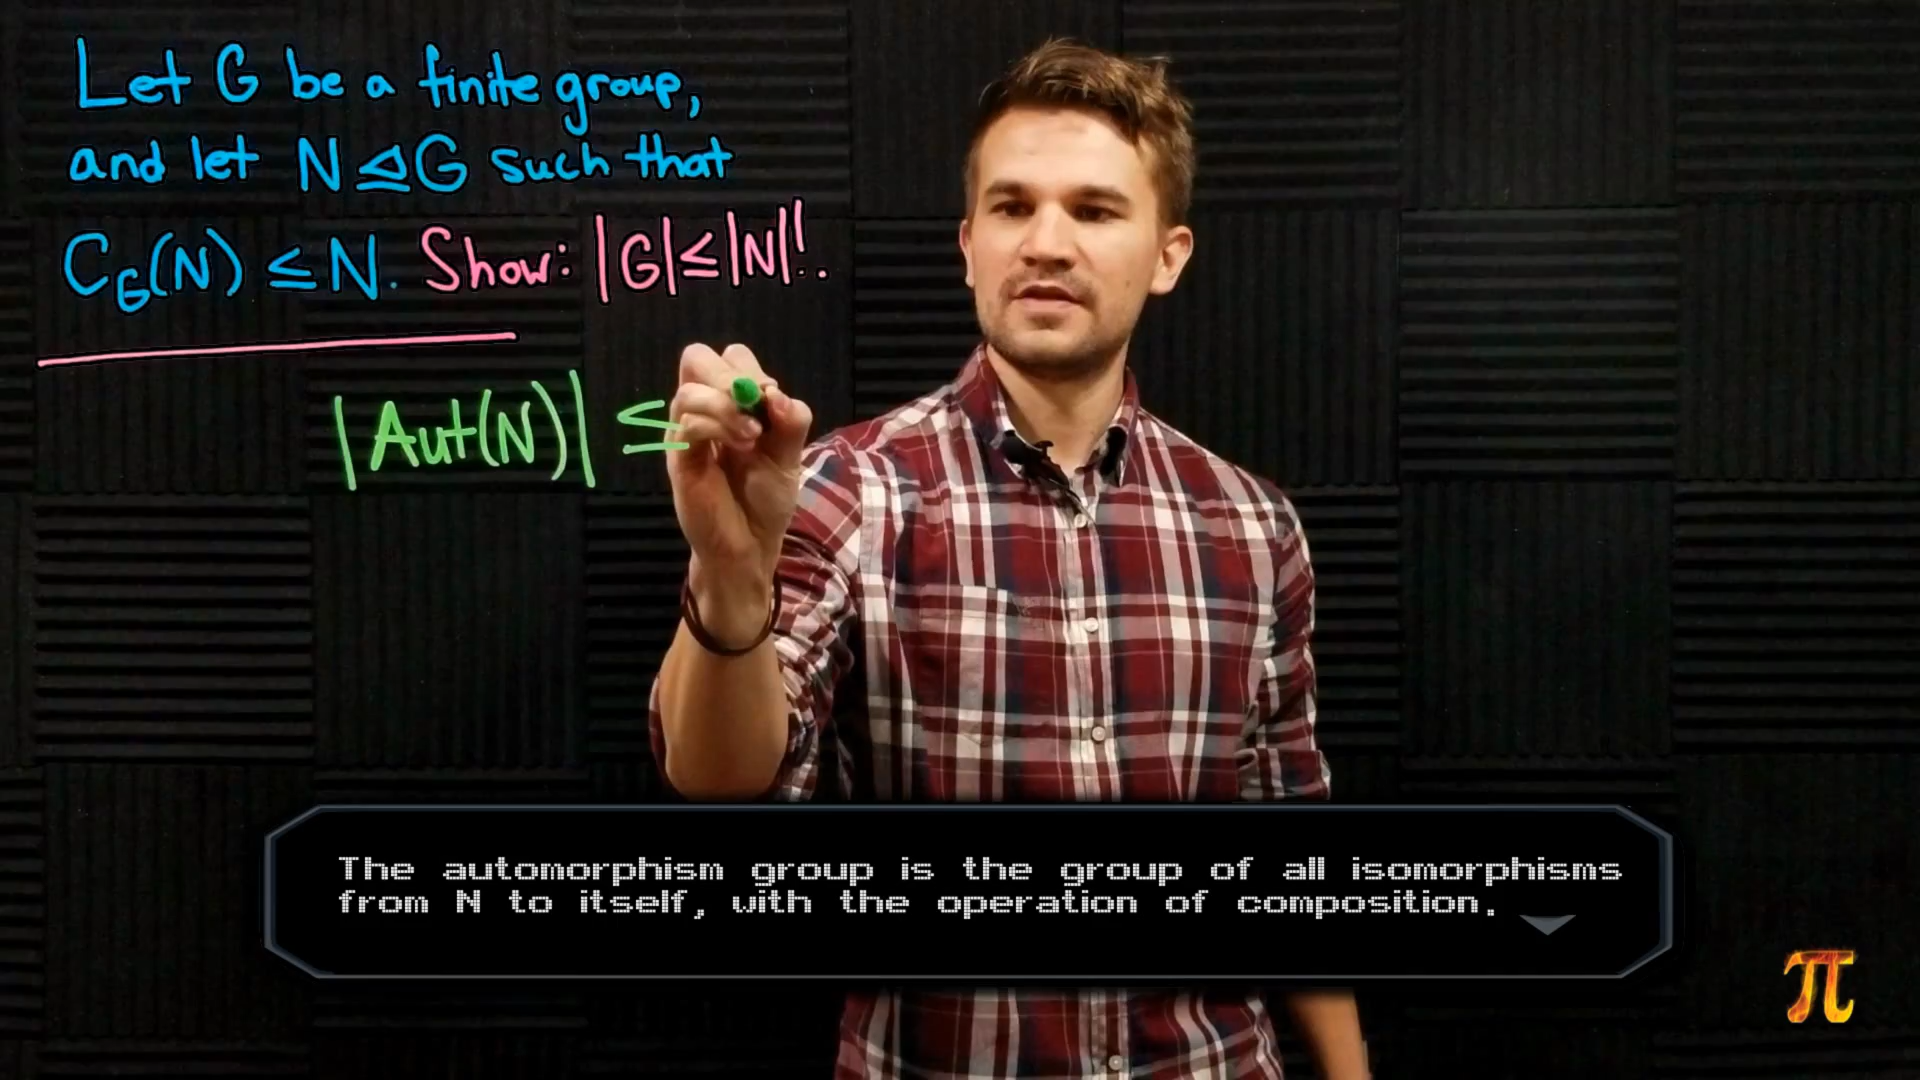 Let G be a finite group,
and let N ⊴ G such that
C_G(N) ≤ N. Show: |G| ≤ |N|!.
|Aut(N)| ≤
The automorphism group is the group of all isomorphisms
from N to itself, with the operation of composition.
π